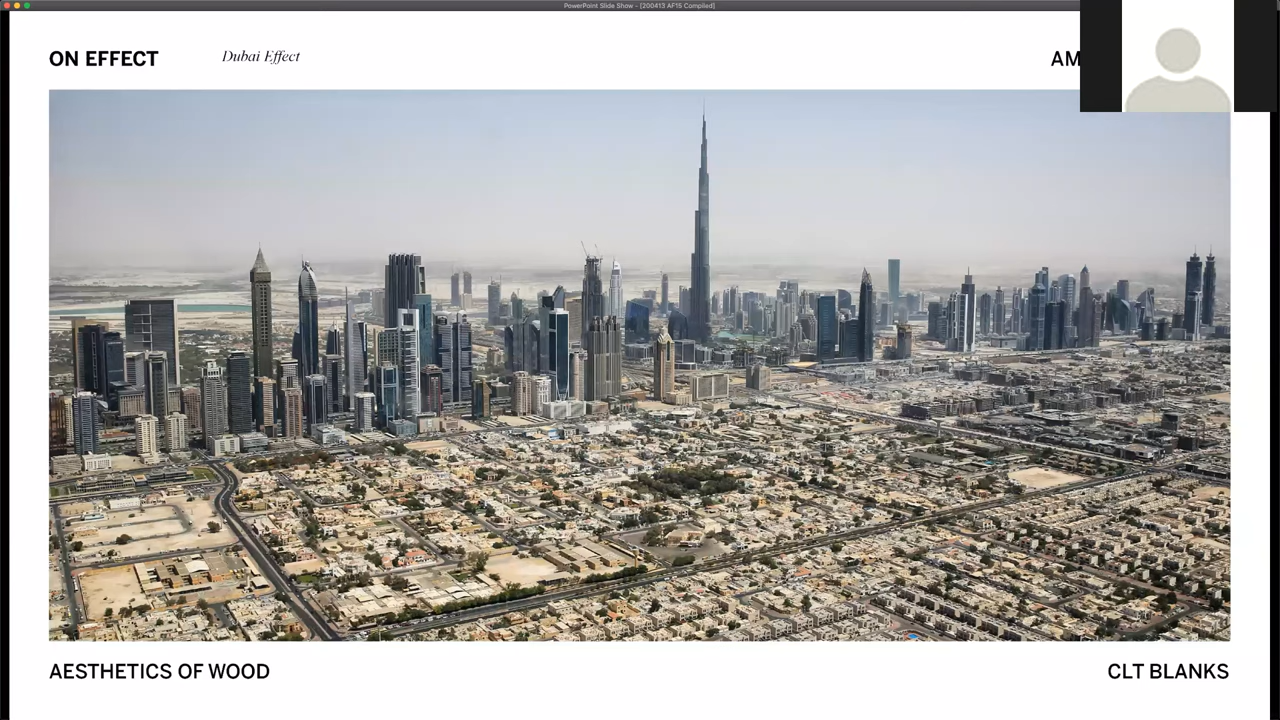 PowerPoint Slide Show - [200413 AF15 Compiled]
ON EFFECT
Dubai Effect
AM
AESTHETICS OF WOOD
CLT BLANKS